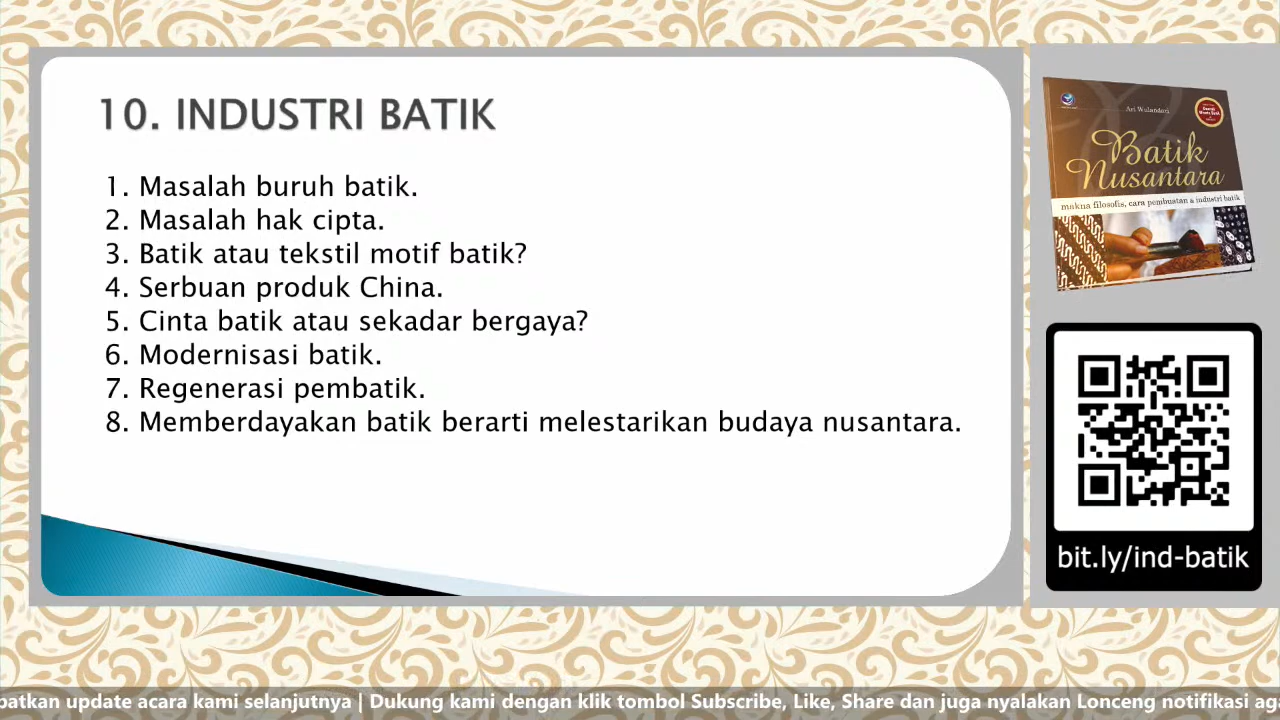 10. INDUSTRI BATIK
1. Masalah buruh batik.
2. Masalah hak cipta.
3. Batik atau tekstil motif batik?
4. Serbuan produk China.
5. Cinta batik atau sekadar bergaya?
6. Modernisasi batik.
7. Regenerasi pembatik.
8. Memberdayakan batik berarti melestarikan budaya nusantara.
Ari Wulandari
Batik
Nusantara
makna filosofis, cara pembuatan & industri batik
bit.ly/ind-batik
patkan update acara kami selanjutnya | Dukung kami dengan klik tombol Subscribe, Like, Share dan juga nyalakan Lonceng notifikasi ag